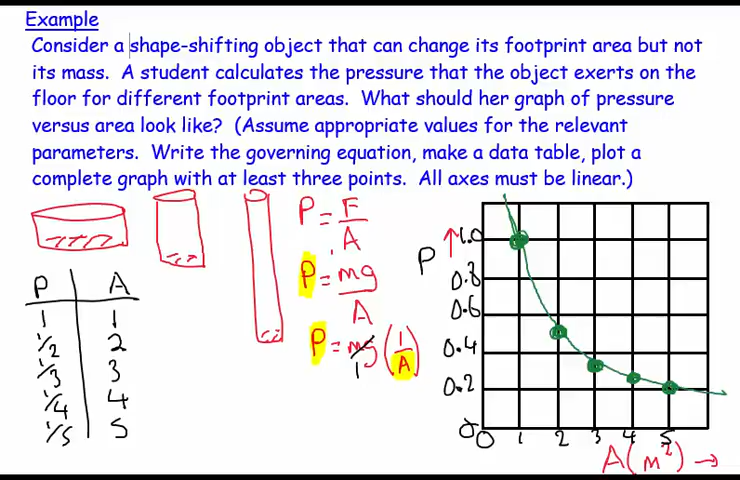 Example
Consider a shape-shifting object that can change its footprint area but not
its mass. A student calculates the pressure that the object exerts on the
floor for different footprint areas. What should her graph of pressure
versus area look like? (Assume appropriate values for the relevant
parameters. Write the governing equation, make a data table, plot a
complete graph with at least three points. All axes must be linear.)
P = F/A
P = mg/A
P = mg(1/A)
1
P A
1 1
1/2 2
1/3 3
1/4 4
1/5 5
P ↑
1.0
0.8
0.6
0.4
0.2
0
0 1 2 3 4 5
A(m²) →